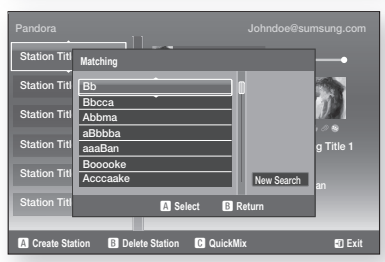 Pandora Johndoe@sumsung.com
Station Titl
Matching
Station Titl
Bb
Bbcca
Station Titl
Abbma
aBbbba
Station Titl
aaaBan
g Title 1
Booooke
Station Titl
Acccaake
New Search
an
Station Titl
A Select B Return
A Create Station B Delete Station C QuickMix Exit